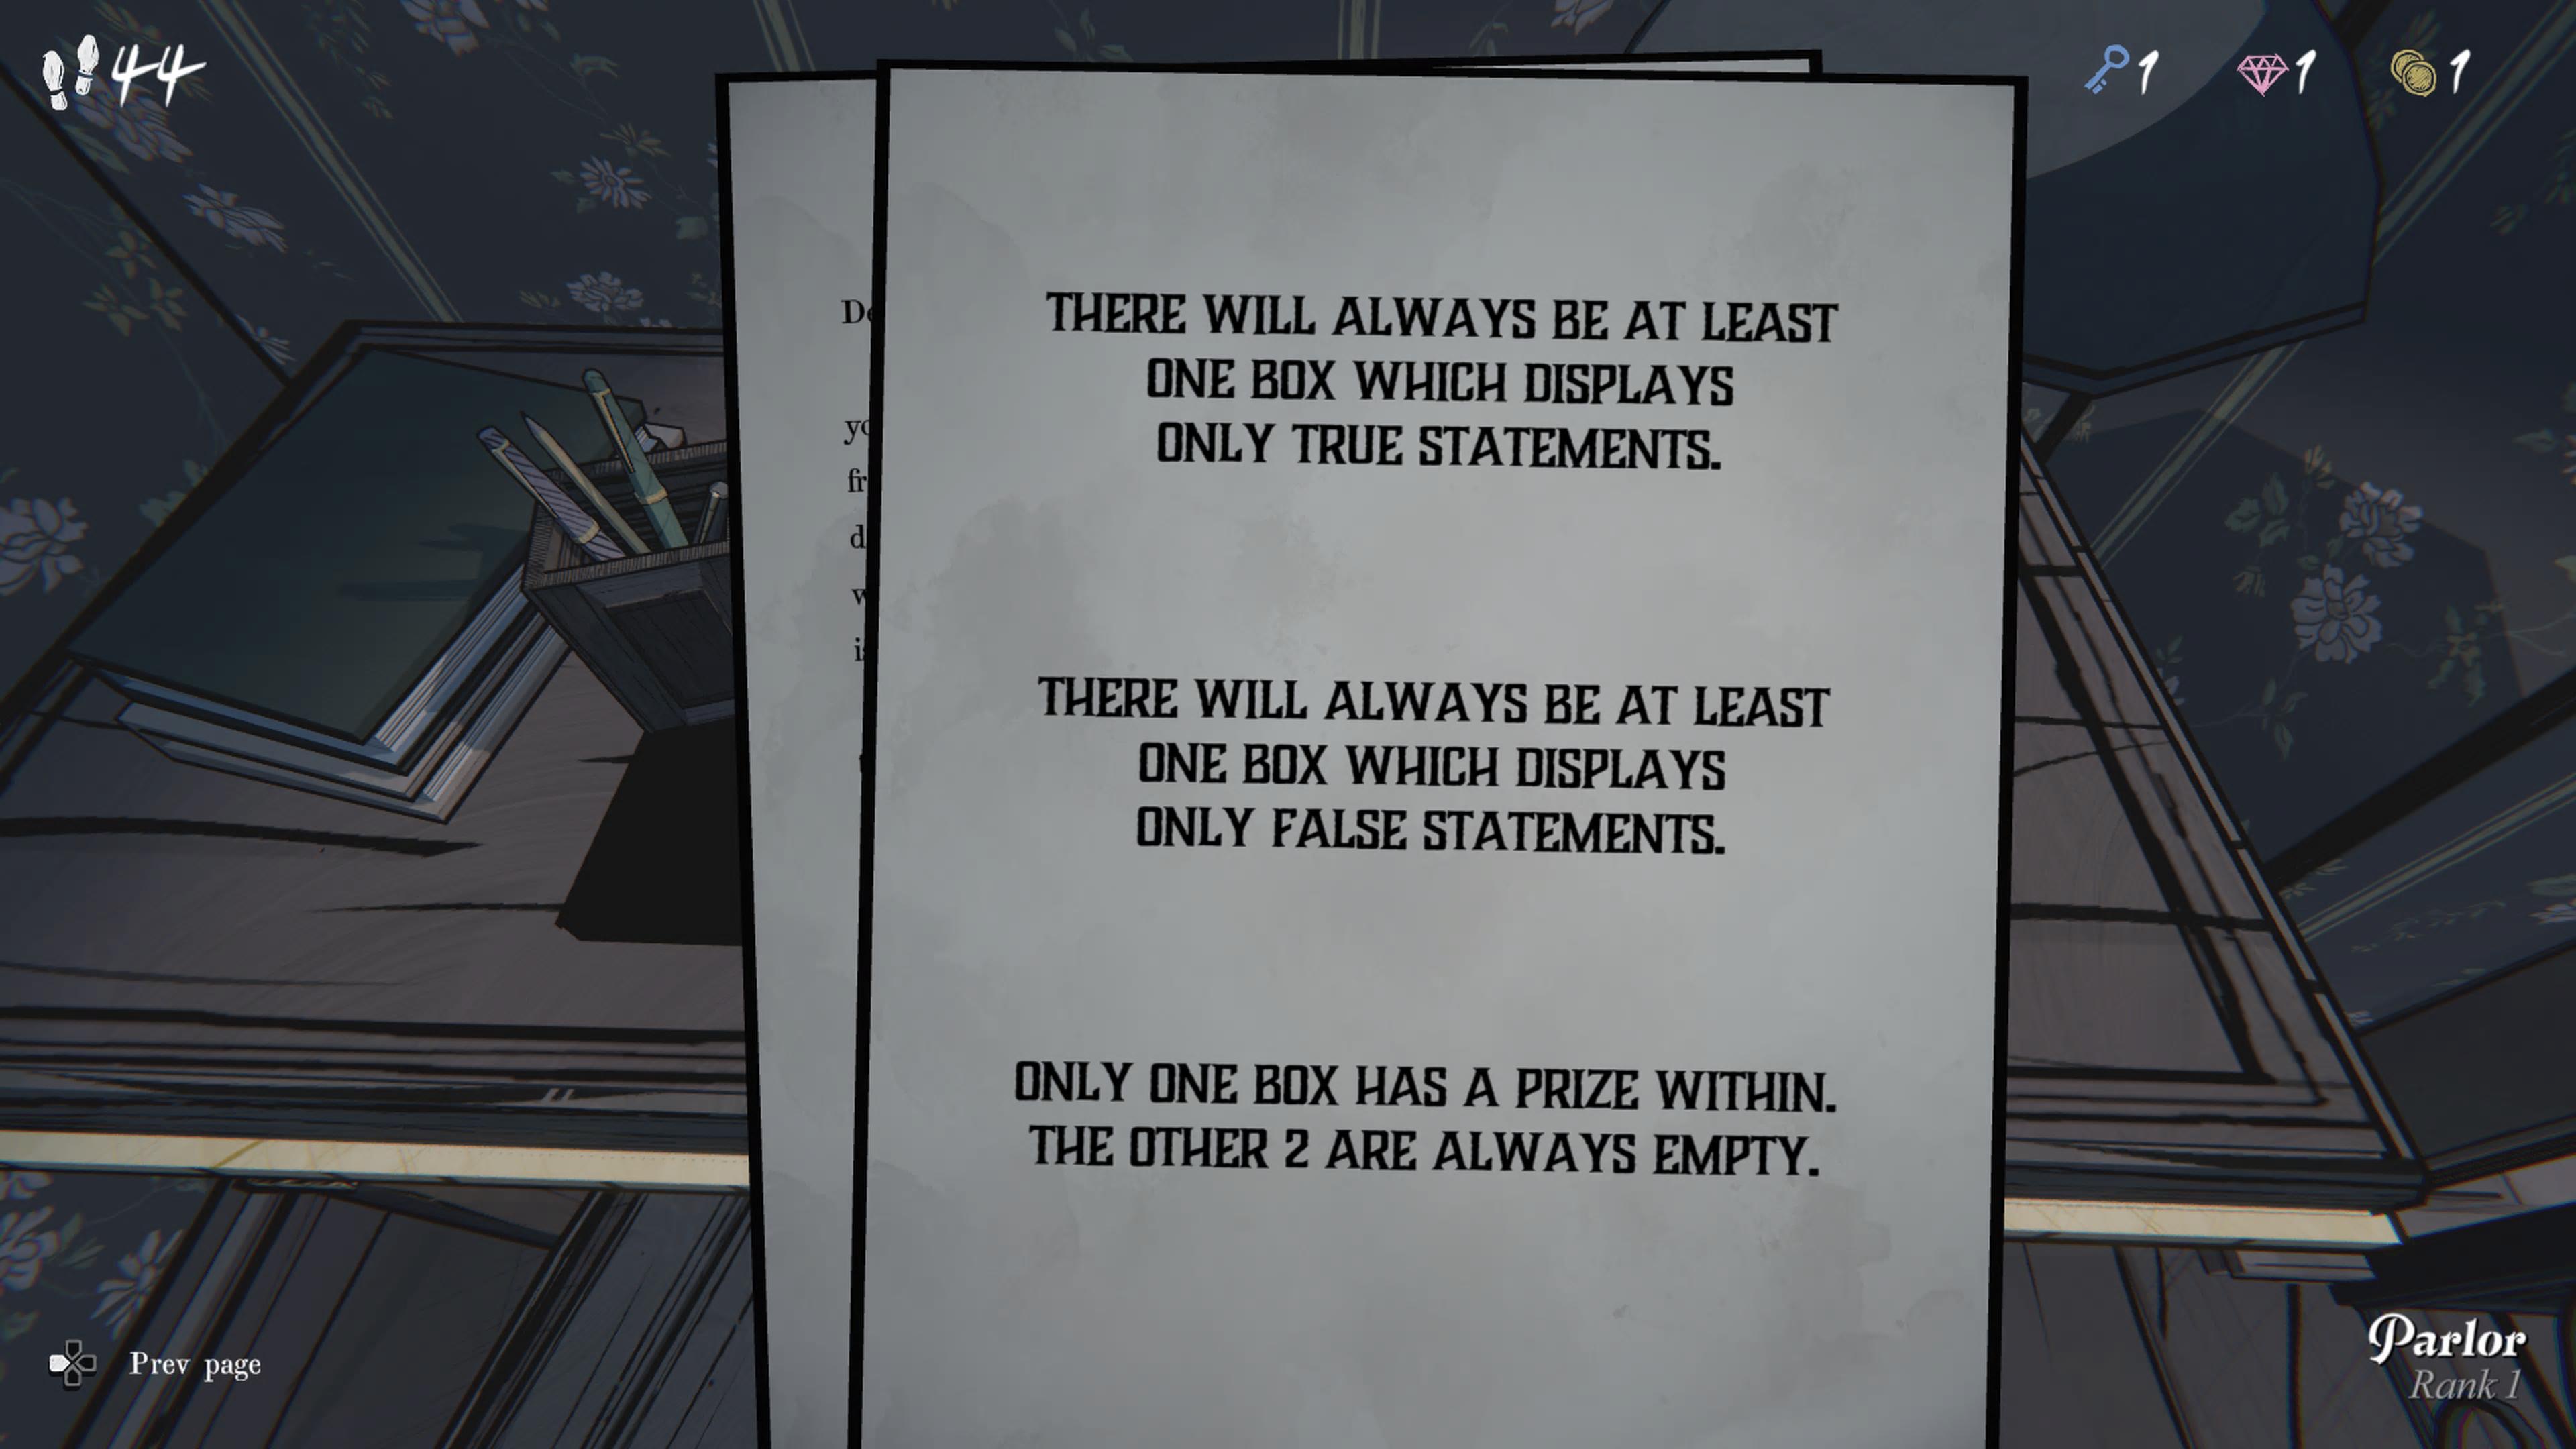 44
1 1 1
THERE WILL ALWAYS BE AT LEAST
ONE BOX WHICH DISPLAYS
ONLY TRUE STATEMENTS.
THERE WILL ALWAYS BE AT LEAST
ONE BOX WHICH DISPLAYS
ONLY FALSE STATEMENTS.
ONLY ONE BOX HAS A PRIZE WITHIN.
THE OTHER 2 ARE ALWAYS EMPTY.
Prev page
Parlor
Rank 1